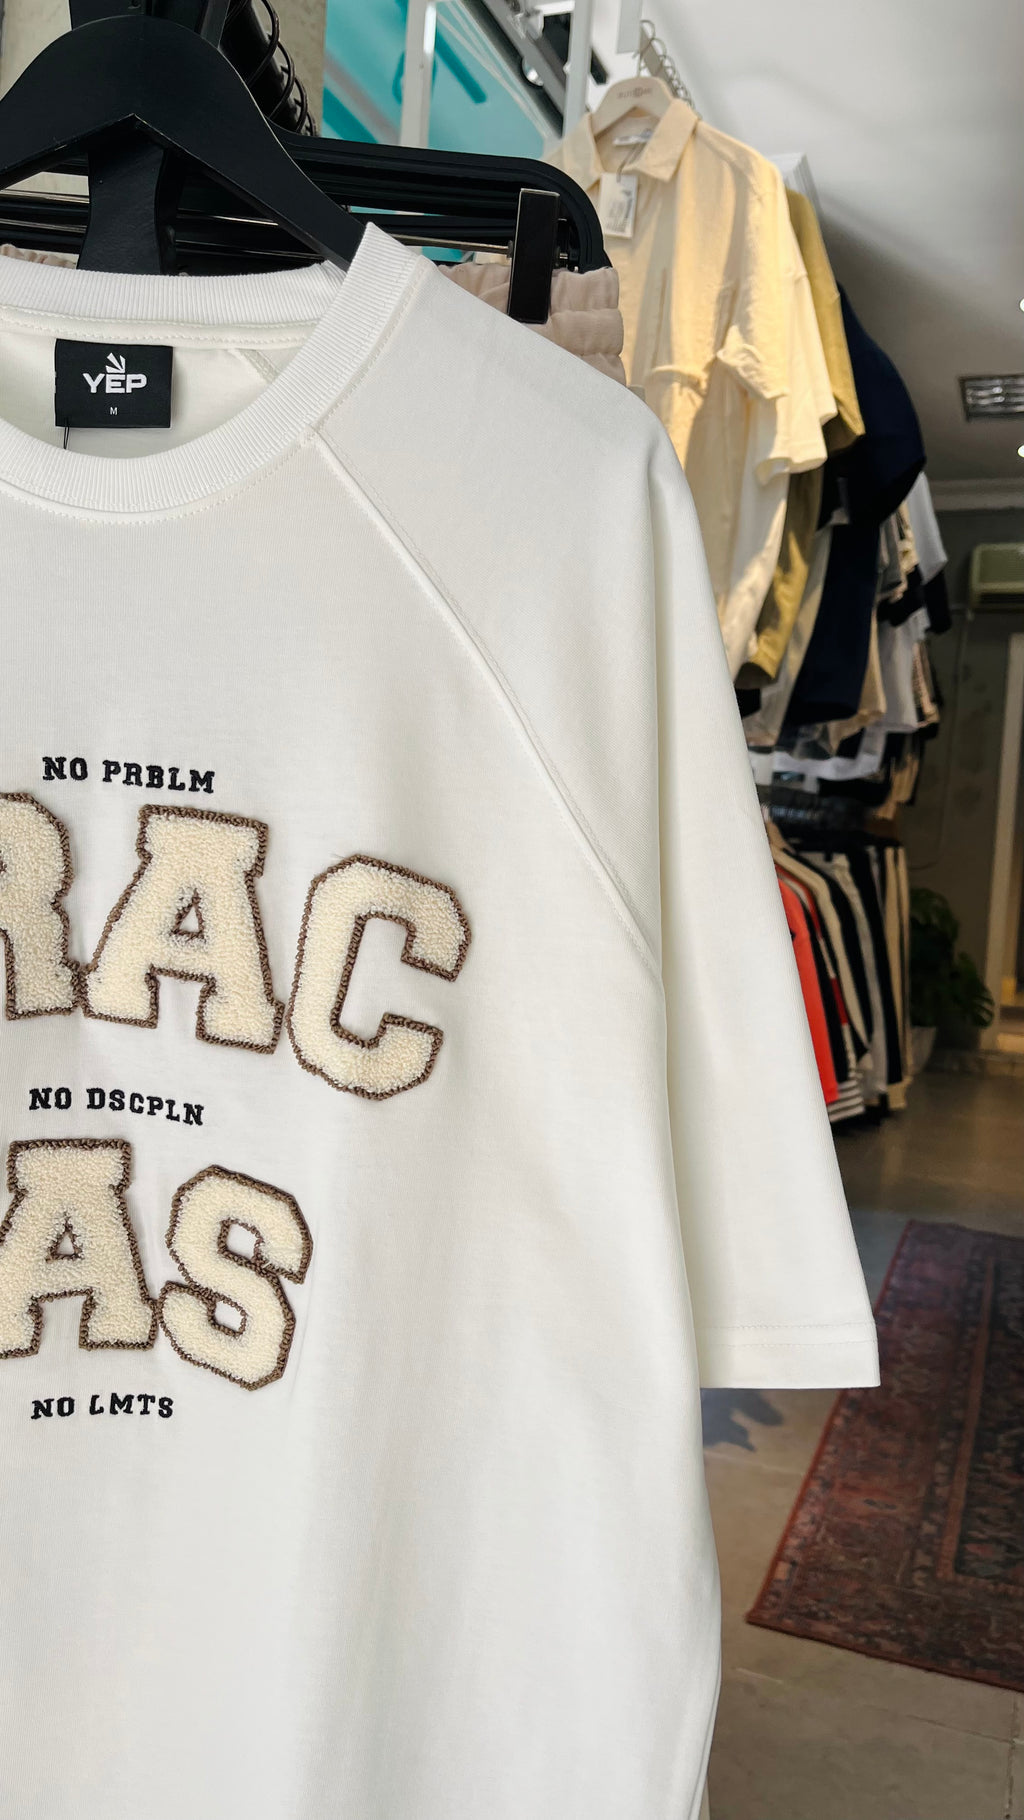 YEP
M
NO PRBLM
RAC
NO DSCPLN
AS
NO LMTS